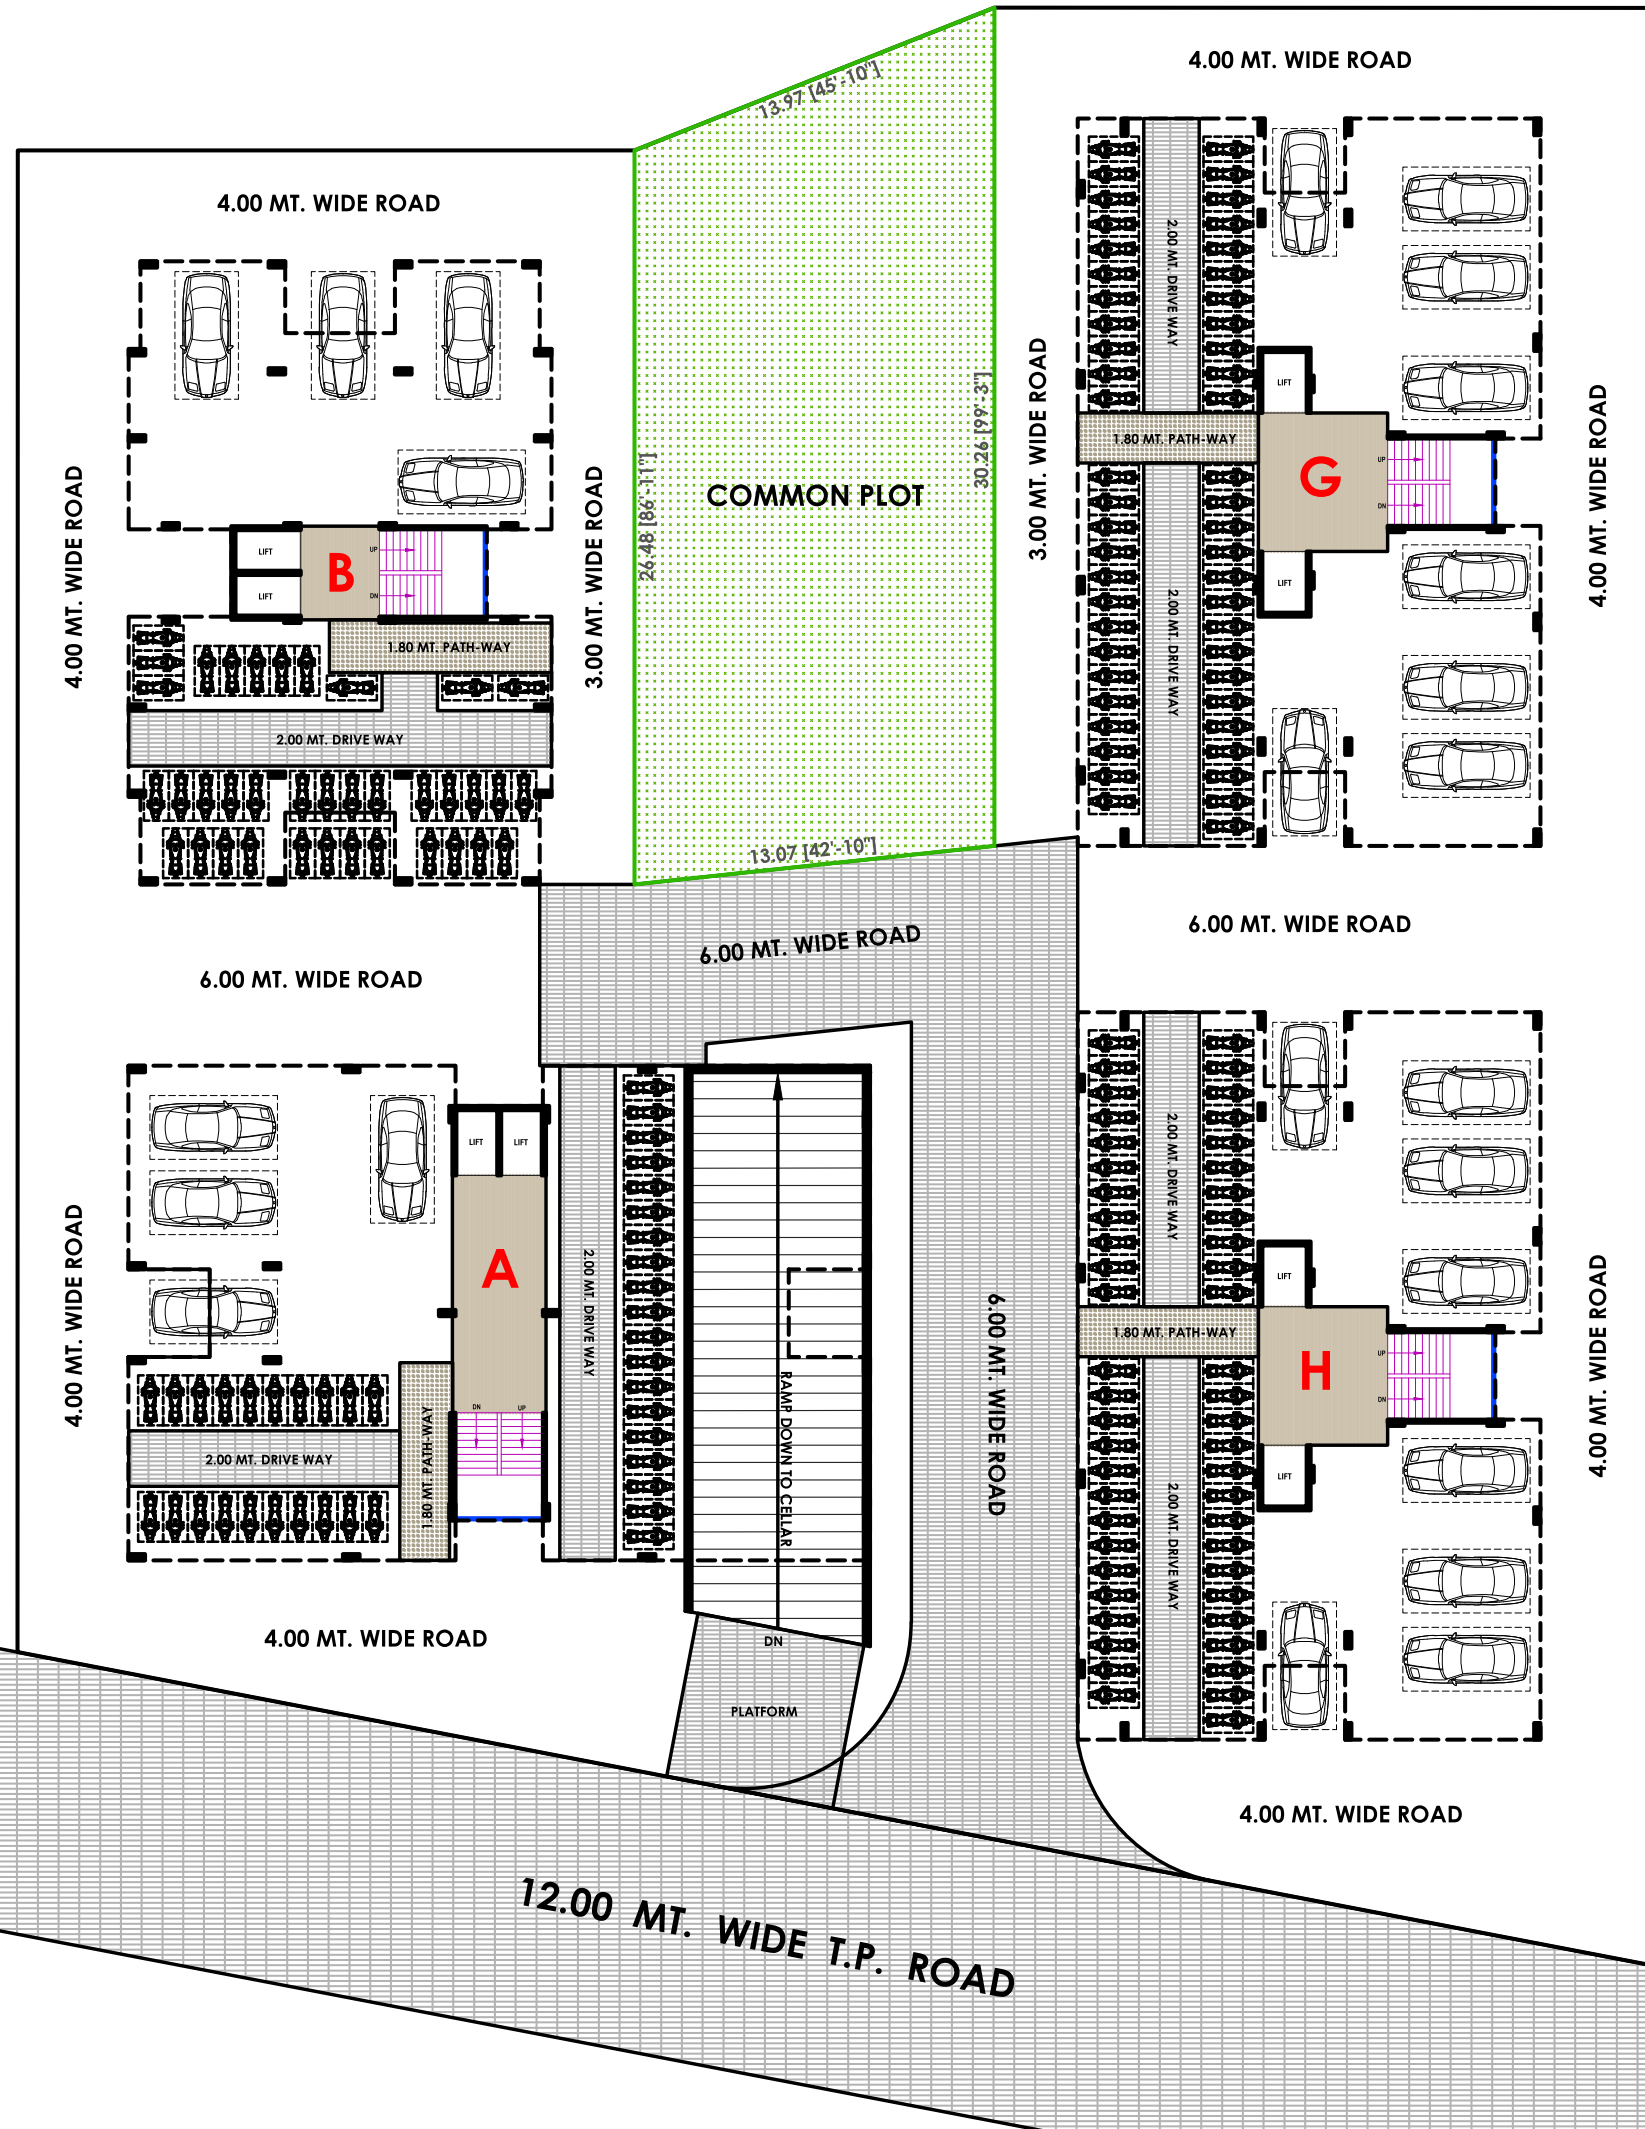 4.00 MT. WIDE ROAD
13.97 [45'-10"]
4.00 MT. WIDE ROAD
2.00 MT. DRIVE WAY
3.00 MT. WIDE ROAD
LIFT
1.80 MT. PATH-WAY
G
UP
DN
LIFT
4.00 MT. WIDE ROAD
2.00 MT. DRIVE WAY
30.26 [99'-3"]
COMMON PLOT
26.48 [86'-11"]
13.07 [42'-10"]
4.00 MT. WIDE ROAD
3.00 MT. WIDE ROAD
LIFT
LIFT
B
UP
DN
1.80 MT. PATH-WAY
2.00 MT. DRIVE WAY
6.00 MT. WIDE ROAD
6.00 MT. WIDE ROAD
6.00 MT. WIDE ROAD
LIFT
LIFT
A
DN
UP
4.00 MT. WIDE ROAD
2.00 MT. DRIVE WAY
1.80 MT. PATH-WAY
2.00 MT. DRIVE WAY
RAMP DOWN TO CELLAR
DN
PLATFORM
6.00 MT. WIDE ROAD
2.00 MT. DRIVE WAY
LIFT
1.80 MT. PATH-WAY
H
UP
DN
LIFT
4.00 MT. WIDE ROAD
2.00 MT. DRIVE WAY
4.00 MT. WIDE ROAD
4.00 MT. WIDE ROAD
12.00 MT. WIDE T.P. ROAD